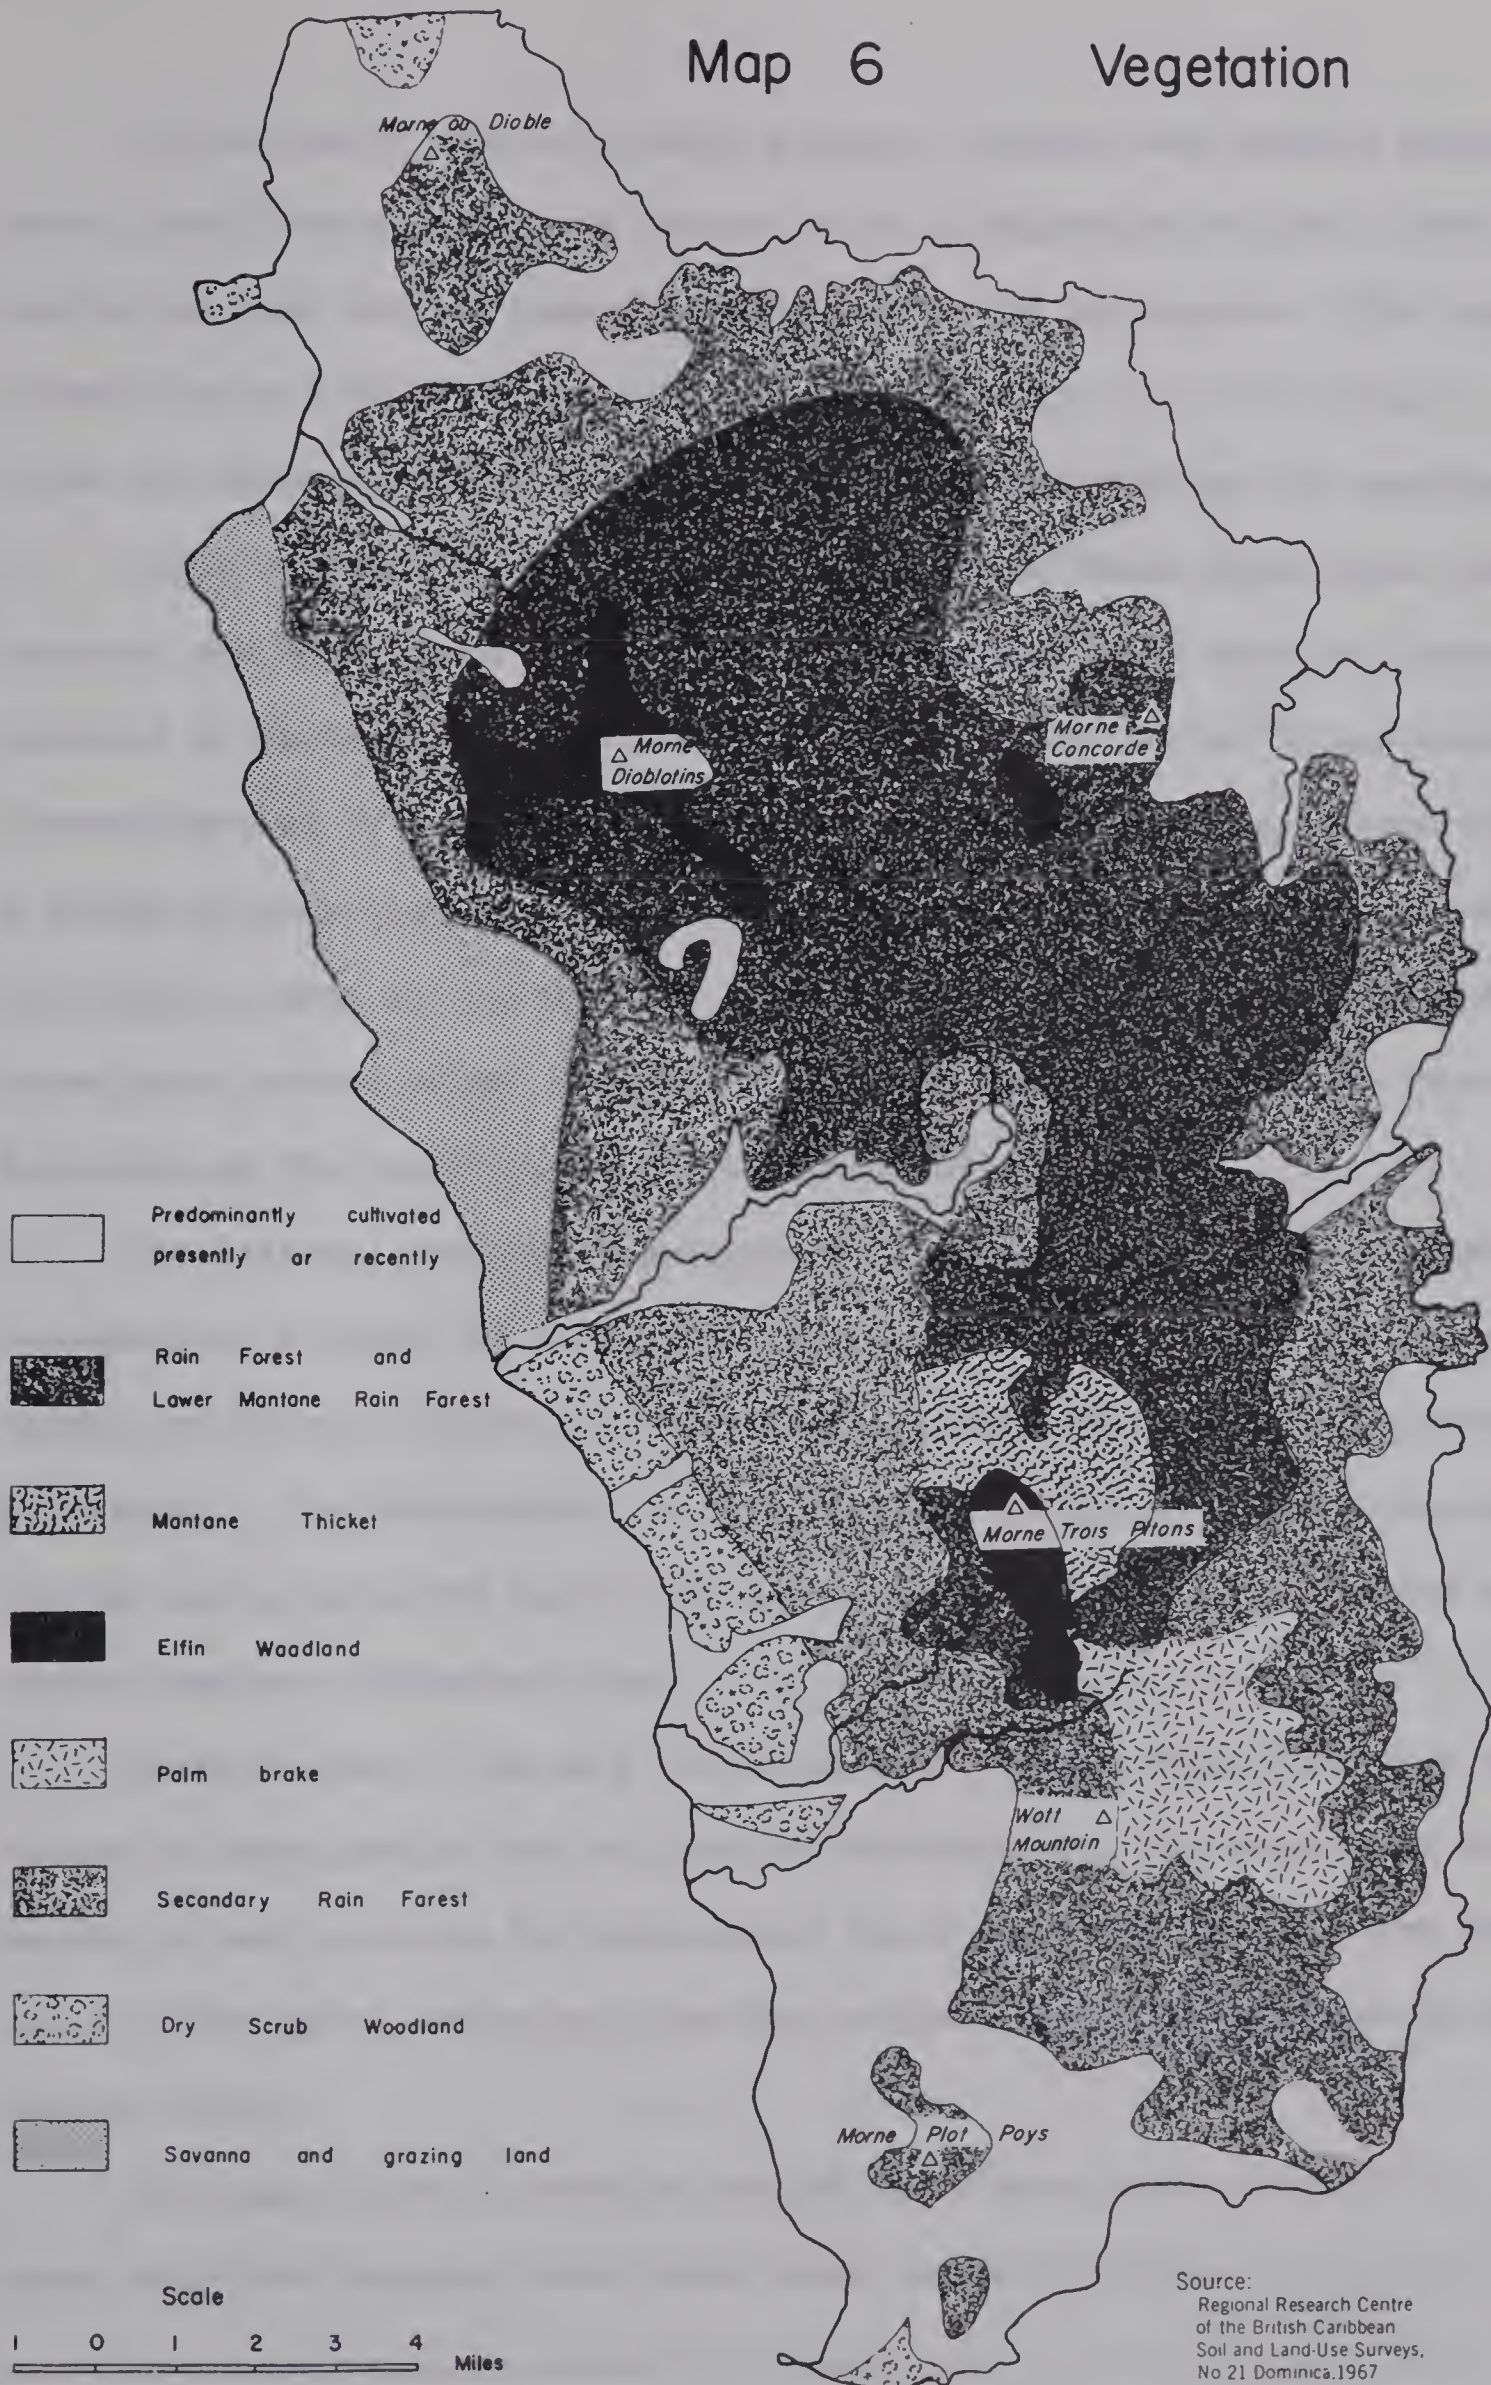 Map 6 Vegetation
Morne au Diable
Morne
Concorde
Morne
Diablotins
Predominantly cultivated
presently or recently
Rain Forest and
Lower Montane Rain Forest
Montane Thicket
Morne Trois Pitons
Elfin Woodland
Palm brake
Watt
Mountain
Secondary Rain Forest
Dry Scrub Woodland
Morne Plat Pays
Savanna and grazing land
Scale
1 0 1 2 3 4
Miles
Source:
Regional Research Centre
of the British Caribbean
Soil and Land-Use Surveys,
No 21 Dominica.1967